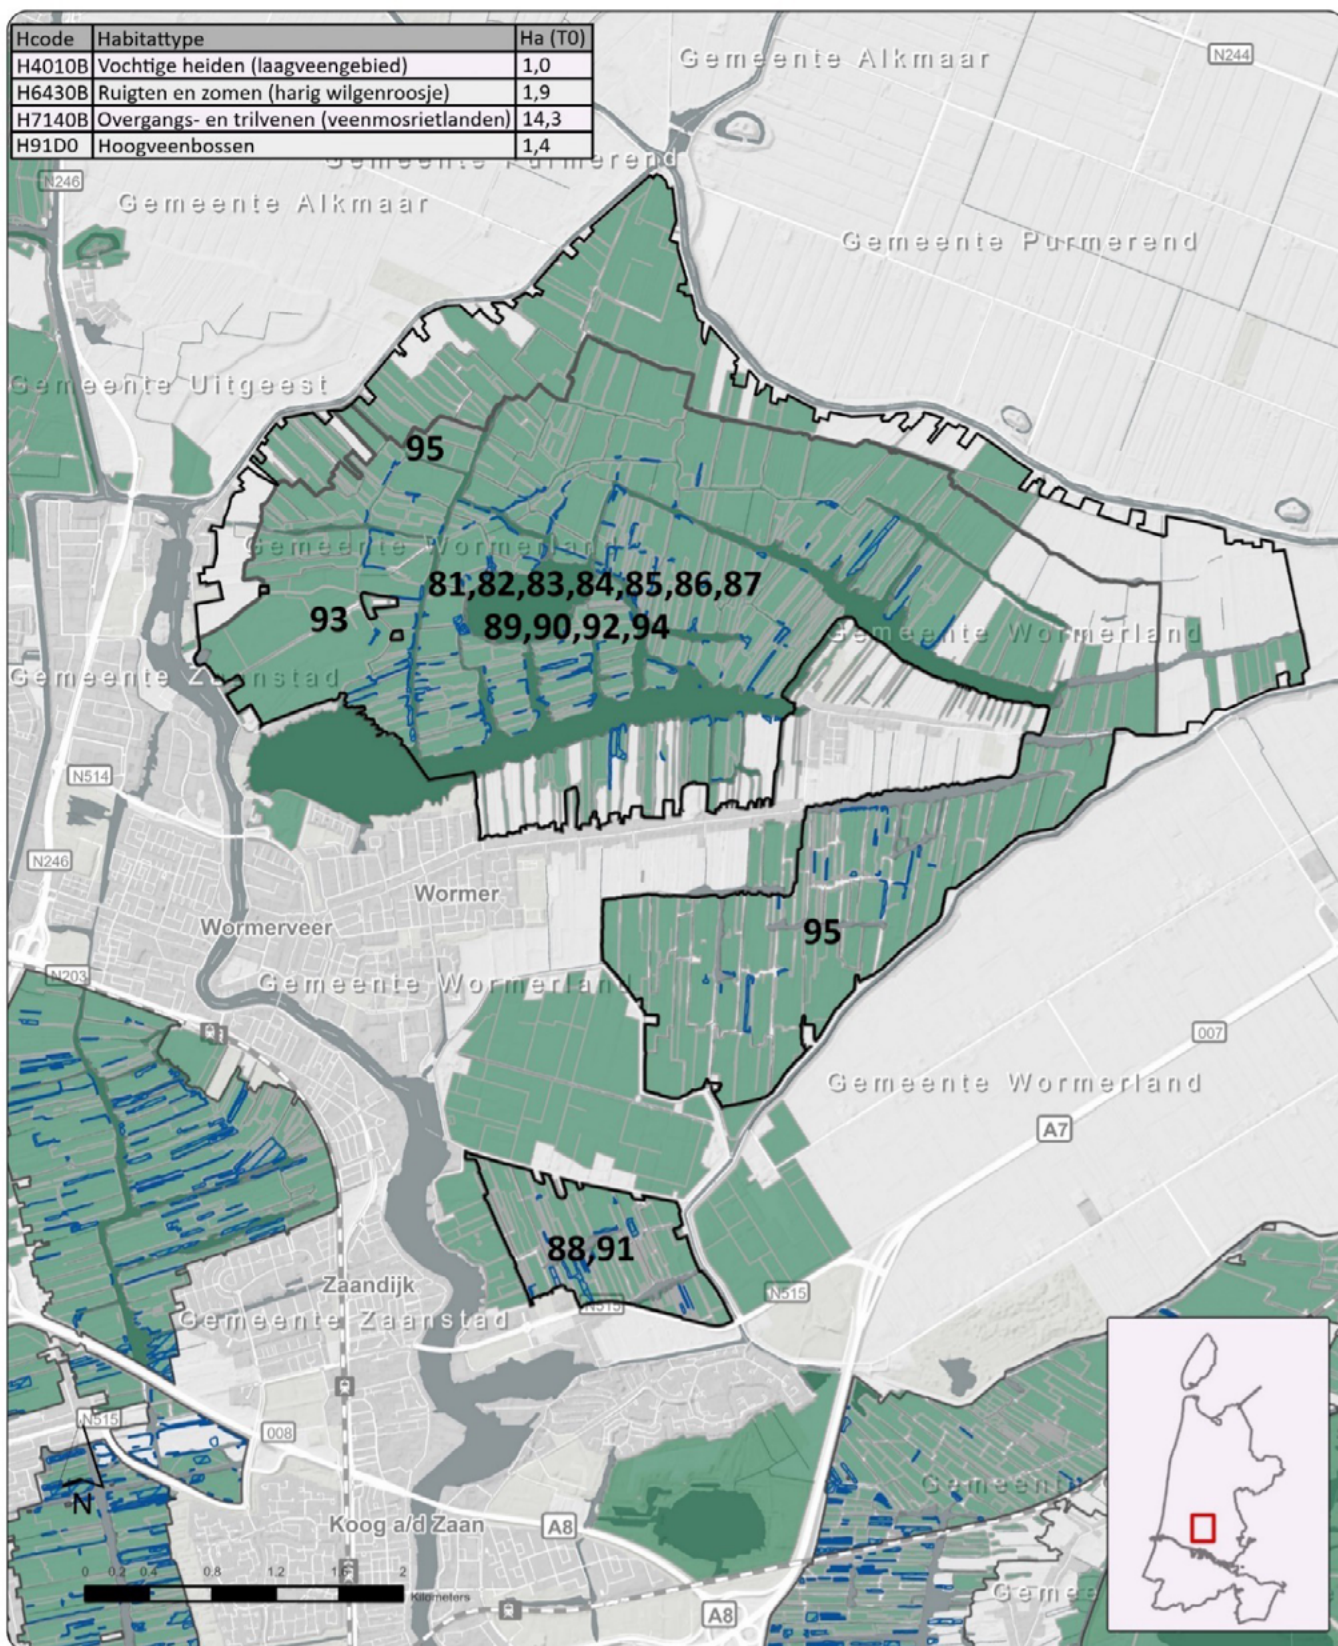 Hcode Habitattype Ha (T0)
H4010B Vochtige heiden (laagveengebied) 1,0
H6430B Ruigten en zomen (harig wilgenroosje) 1,9
H7140B Overgangs- en trilvenen (veenmosrietlanden) 14,3
H91D0 Hoogveenbossen 1,4
Gemeente Alkmaar
N244
Gemeente Purmerend
N246
Gemeente Alkmaar
Gemeente Purmerend
Gemeente Uitgeest
95
Gemeente Wormerland
81,82,83,84,85,86,87
93
89,90,92,94
Gemeente Wormerland
Gemeente Zaanstad
N514
N246
Wormer
Wormerveer
95
N203
Gemeente Wormerland
007
Gemeente Wormerland
A7
88,91
Zaandijk
N515
N515
Gemeente Zaanstad
N515
008
Gemeente
N
Koog a/d Zaan
A8
0 0,2 0,4 0,8 1,2 1,6 2
Kilometers
Geme
A8